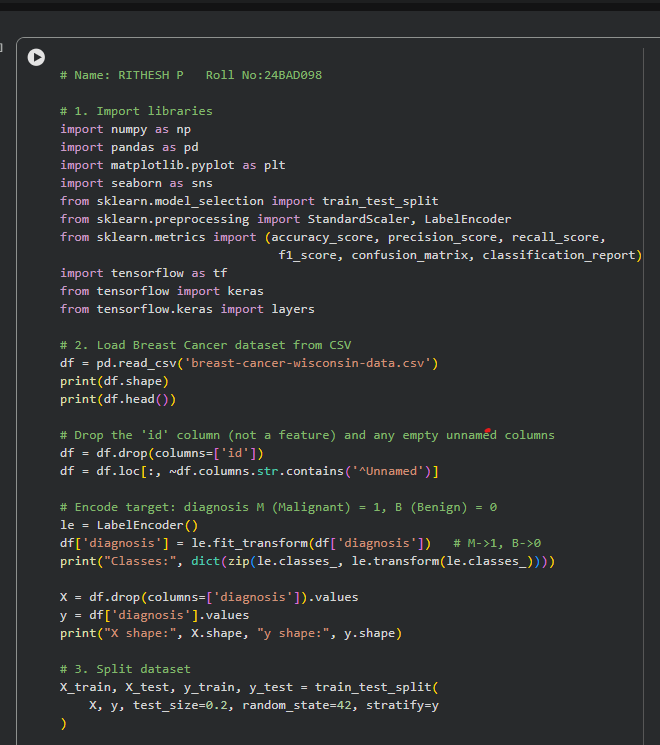 # Name: RITHESH P   Roll No:24BAD098
# 1. Import libraries
import numpy as np
import pandas as pd
import matplotlib.pyplot as plt
import seaborn as sns
from sklearn.model_selection import train_test_split
from sklearn.preprocessing import StandardScaler, LabelEncoder
from sklearn.metrics import (accuracy_score, precision_score, recall_score,
                             f1_score, confusion_matrix, classification_report)
import tensorflow as tf
from tensorflow import keras
from tensorflow.keras import layers
# 2. Load Breast Cancer dataset from CSV
df = pd.read_csv('breast-cancer-wisconsin-data.csv')
print(df.shape)
print(df.head())
# Drop the 'id' column (not a feature) and any empty unnamed columns
df = df.drop(columns=['id'])
df = df.loc[:, ~df.columns.str.contains('^Unnamed')]
# Encode target: diagnosis M (Malignant) = 1, B (Benign) = 0
le = LabelEncoder()
df['diagnosis'] = le.fit_transform(df['diagnosis'])   # M->1, B->0
print("Classes:", dict(zip(le.classes_, le.transform(le.classes_))))
X = df.drop(columns=['diagnosis']).values
y = df['diagnosis'].values
print("X shape:", X.shape, "y shape:", y.shape)
# 3. Split dataset
X_train, X_test, y_train, y_test = train_test_split(
    X, y, test_size=0.2, random_state=42, stratify=y
)